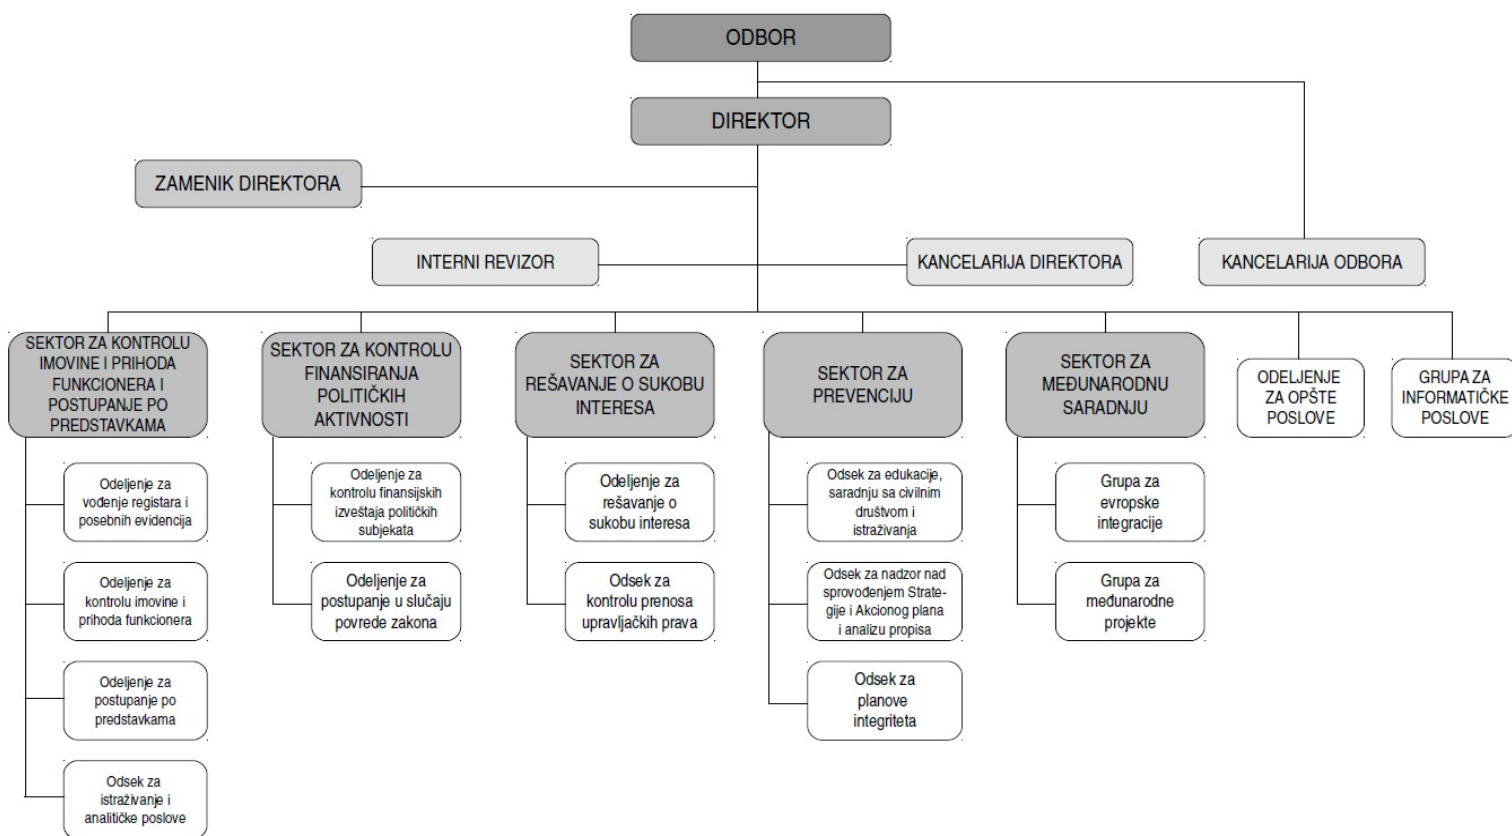 ODBOR
DIREKTOR
ZAMENIK DIREKTORA
INTERNI REVIZOR
KANCELARIJA DIREKTORA
KANCELARIJA ODBORA
SEKTOR ZA KONTROLU
IMOVINE I PRIHODA
FUNKCIONERA I
POSTUPANJE PO
PREDSTAVKAMA
SEKTOR ZA KONTROLU
FINANSIRANJA
POLITIČKIH
AKTIVNOSTI
SEKTOR ZA
REŠAVANJE O SUKOBU
INTERESA
SEKTOR ZA
PREVENCIJU
SEKTOR ZA
MEĐUNARODNU
SARADNJU
ODELJENJE
ZA OPŠTE
POSLOVE
GRUPA ZA
INFORMATIČKE
POSLOVE
Odeljenje za
vođenje registara i
posebnih evidencija
Odeljenje za
kontrolu imovine i
prihoda funkcionera
Odeljenje za
postupanje po
predstavkama
Odsek za
istraživanje i
analitičke poslove
Odeljenje za
kontrolu finansijskih
izveštaja političkih
subjekata
Odeljenje za
postupanje u slučaju
povrede zakona
Odeljenje za
rešavanje o
sukobu interesa
Odsek za
kontrolu prenosa
upravljačkih prava
Odsek za edukacije,
saradnju sa civilnim
društvom i
istraživanja
Odsek za nadzor nad
sprovođenjem Strate-
gije i Akcionog plana
i analizu propisa
Odsek za
planove
integriteta
Grupa za
evropske
integracije
Grupa za
međunarodne
projekte